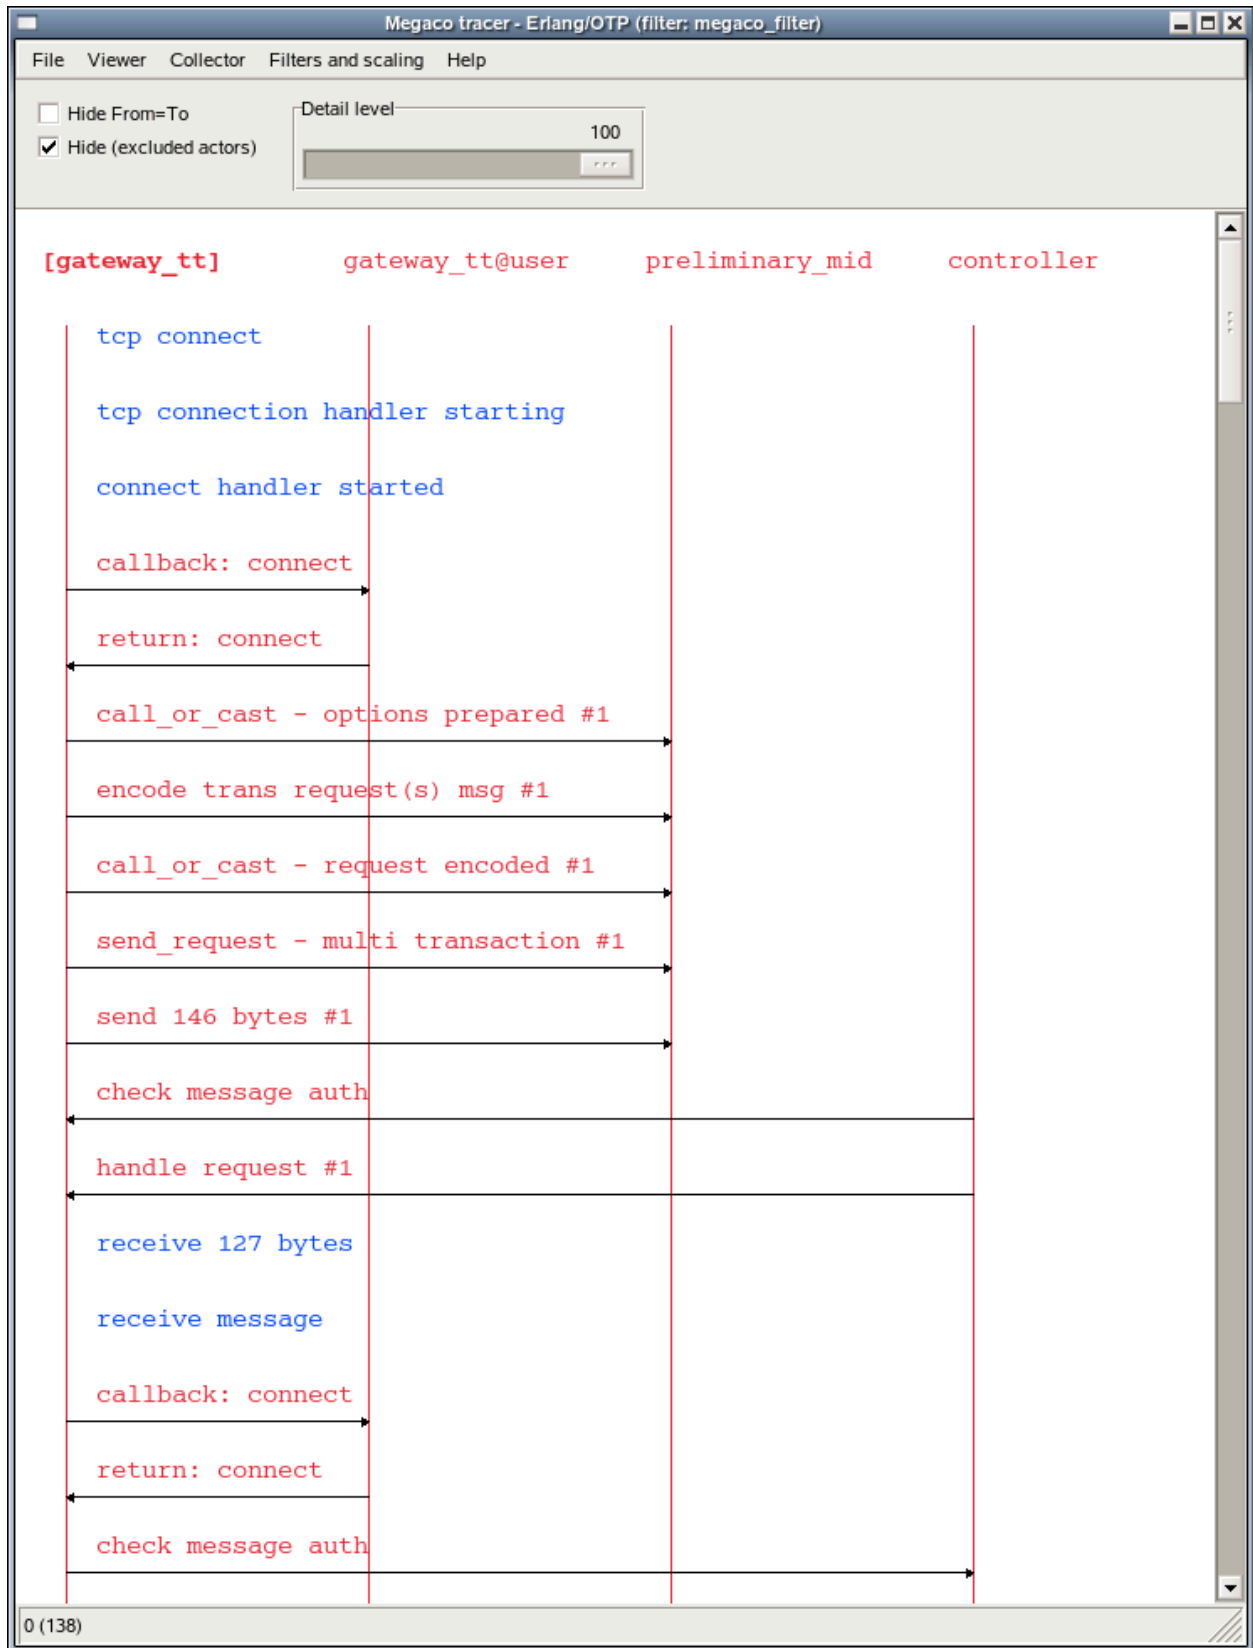 Megaco tracer - Erlang/OTP (filter: megaco_filter)
File Viewer Collector Filters and scaling Help
Hide From=To
Hide (excluded actors)
Detail level
100
[gateway_tt] gateway_tt@user preliminary_mid controller
tcp connect
tcp connection handler starting
connect handler started
callback: connect
return: connect
call_or_cast - options prepared #1
encode trans request(s) msg #1
call_or_cast - request encoded #1
send_request - multi transaction #1
send 146 bytes #1
check message auth
handle request #1
receive 127 bytes
receive message
callback: connect
return: connect
check message auth
0 (138)